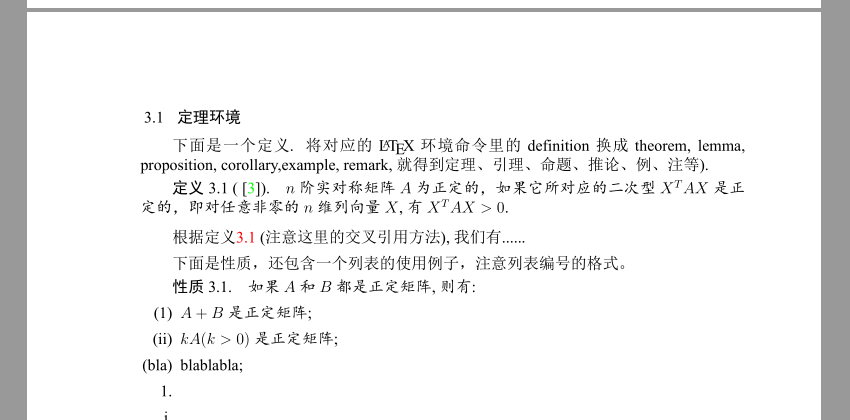 3.1 定理环境
下面是一个定义. 将对应的 LATEX 环境命令里的 definition 换成 theorem, lemma,
proposition, corollary,example, remark, 就得到定理、引理、命题、推论、例、注等).
定义 3.1 ( [3]). n 阶实对称矩阵 A 为正定的，如果它所对应的二次型 X^T AX 是正
定的，即对任意非零的 n 维列向量 X, 有 X^T AX > 0.
根据定义3.1 (注意这里的交叉引用方法), 我们有......
下面是性质，还包含一个列表的使用例子，注意列表编号的格式。
性质 3.1. 如果 A 和 B 都是正定矩阵, 则有:
(1) A + B 是正定矩阵;
(ii) kA(k > 0) 是正定矩阵;
(bla) blablabla;
1.
i.